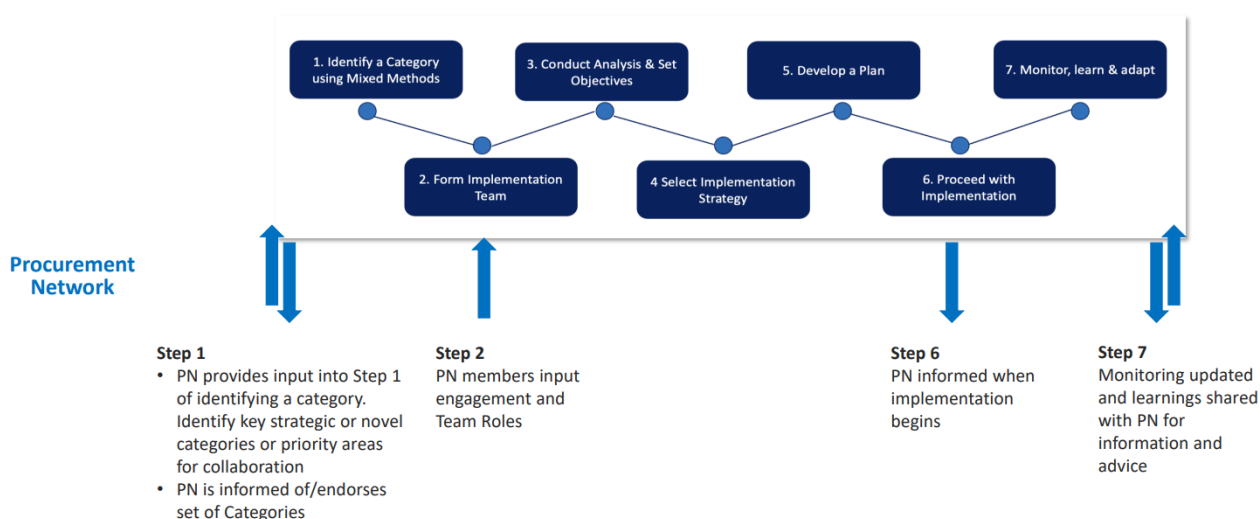 1. Identify a Category
using Mixed Methods
3. Conduct Analysis & Set
Objectives
5. Develop a Plan
7. Monitor, learn & adapt
2. Form Implementation
Team
4 Select Implementation
Strategy
6. Proceed with
Implementation
Procurement
Network
Step 1
• PN provides input into Step 1
of identifying a category.
Identify key strategic or novel
categories or priority areas
for collaboration
• PN is informed of/endorses
set of Categories
Step 2
PN members input
engagement and
Team Roles
Step 6
PN informed when
implementation
begins
Step 7
Monitoring updated
and learnings shared
with PN for
information and
advice